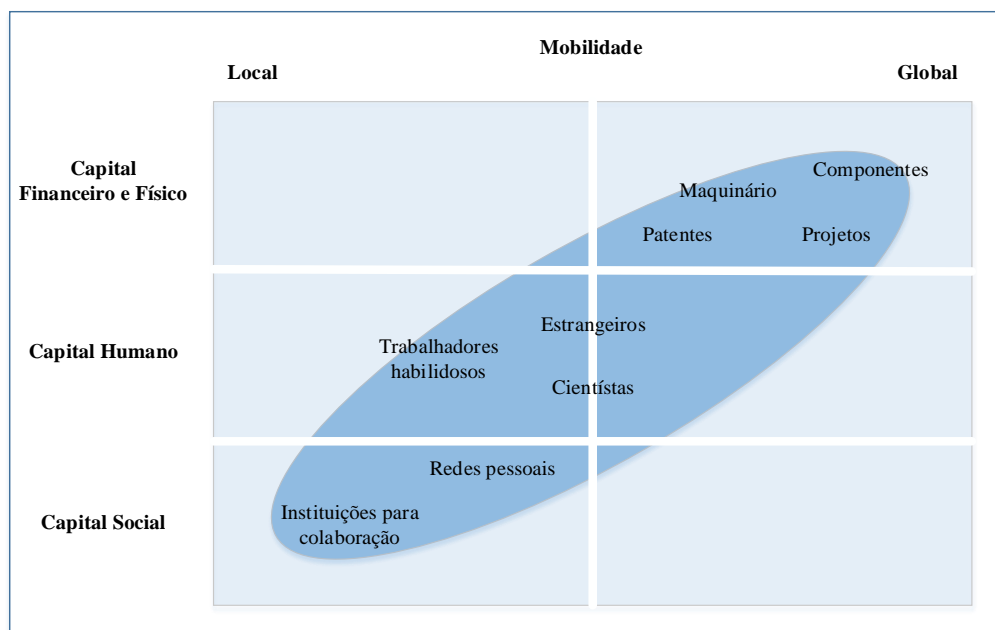 Mobilidade
Local
Global
Capital
Financeiro e Físico
Componentes
Maquinário
Patentes
Projetos
Capital Humano
Estrangeiros
Trabalhadores
habilidosos
Cientístas
Capital Social
Redes pessoais
Instituições para
colaboração